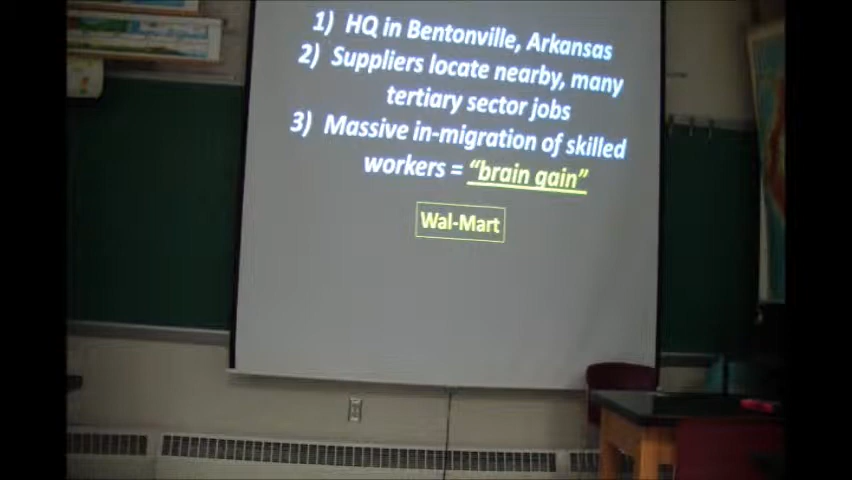 1) HQ in Bentonville, Arkansas
2) Suppliers locate nearby, many
tertiary sector jobs
3) Massive in-migration of skilled
workers = "brain gain"
Wal-Mart